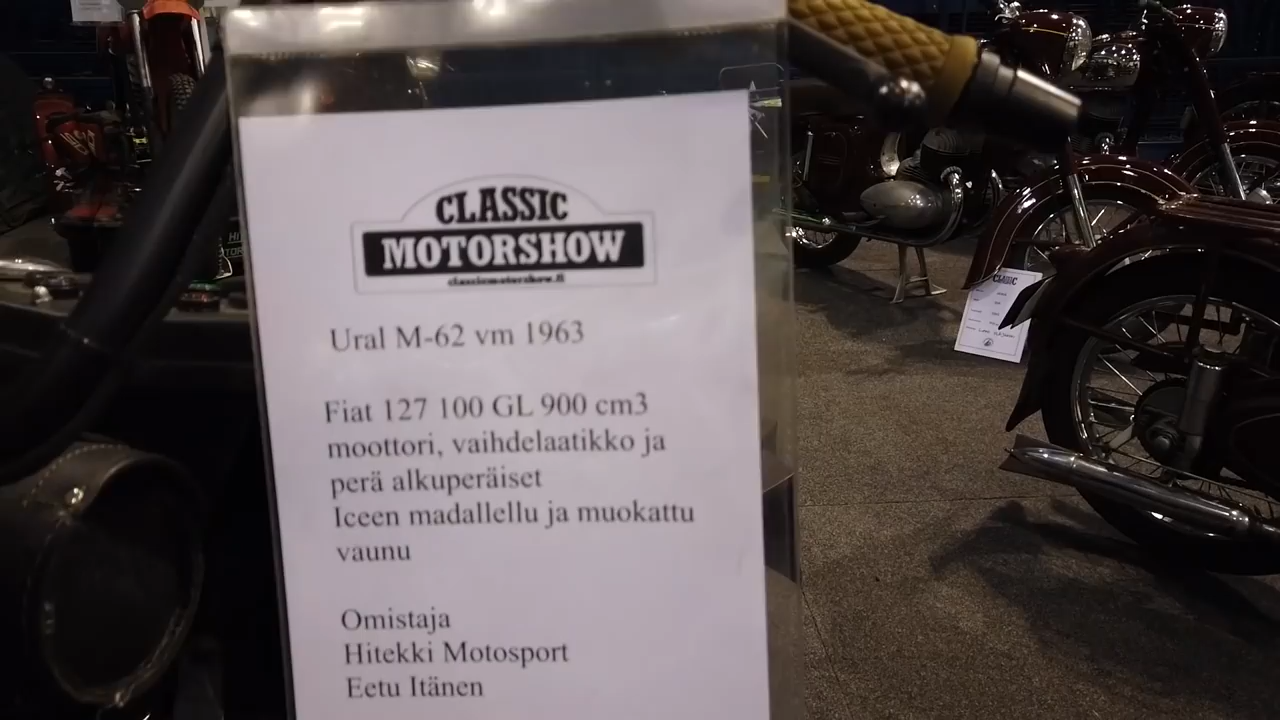 CLASSIC
MOTORSHOW
classicmotorshow.fi
Ural M-62 vm 1963
Fiat 127 100 GL 900 cm3
moottori, vaihdelaatikko ja
perä alkuperäiset
Iceen madallellu ja muokattu
vaunu
Omistaja
Hitekki Motosport
Eetu Itänen
CLASSIC